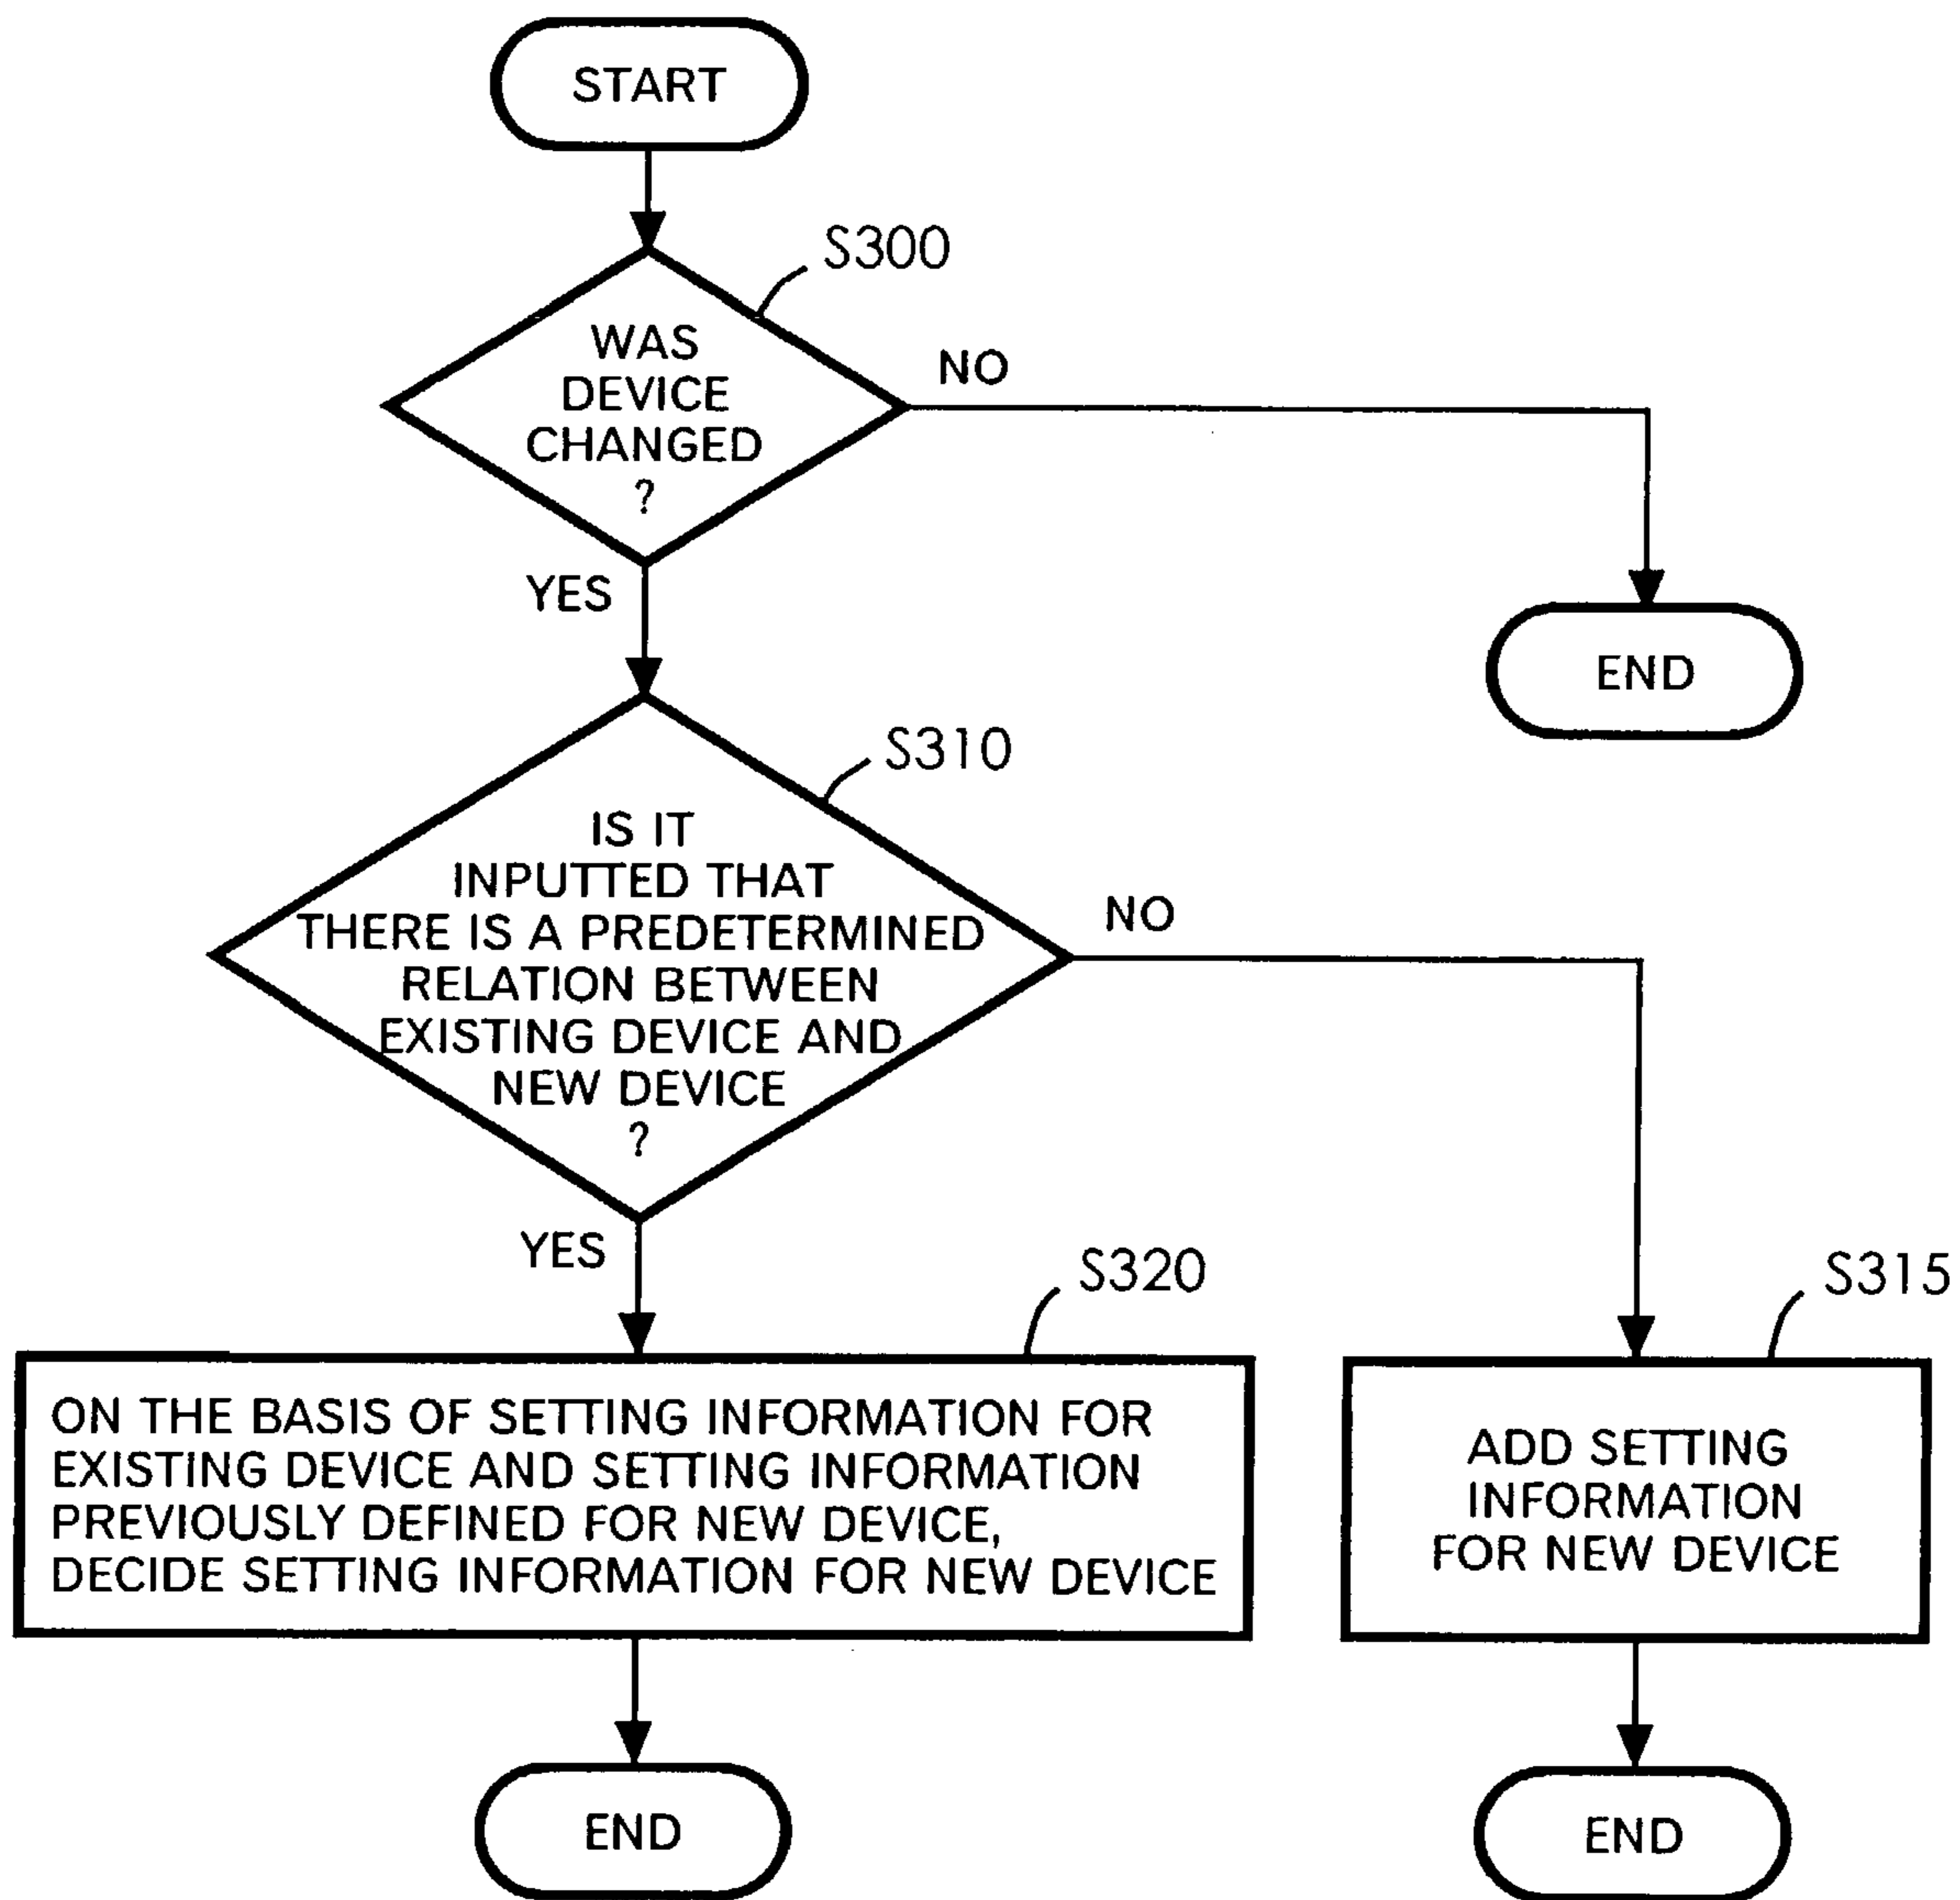 START
S300
WAS
DEVICE
CHANGED
?
NO
YES
END
S310
IS IT
INPUTTED THAT
THERE IS A PREDETERMINED
RELATION BETWEEN
EXISTING DEVICE AND
NEW DEVICE
?
NO
YES
S320
S315
ON THE BASIS OF SETTING INFORMATION FOR
EXISTING DEVICE AND SETTING INFORMATION
PREVIOUSLY DEFINED FOR NEW DEVICE,
DECIDE SETTING INFORMATION FOR NEW DEVICE
ADD SETTING
INFORMATION
FOR NEW DEVICE
END
END